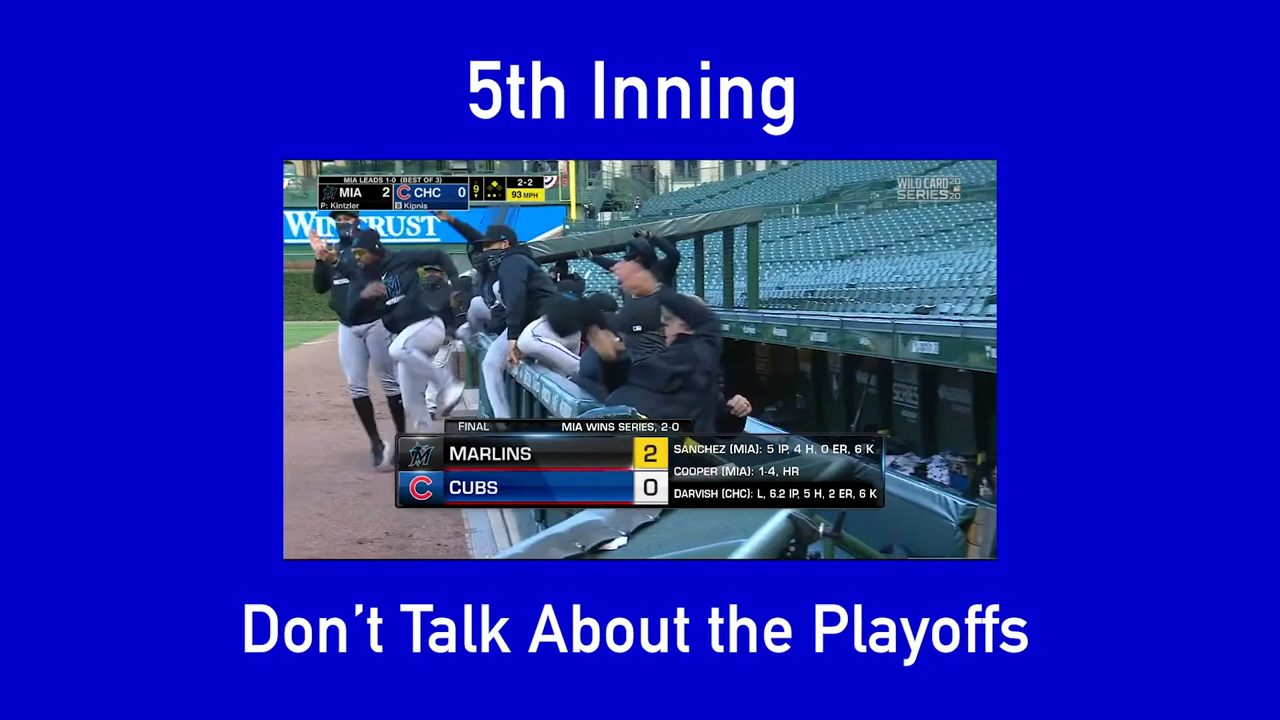 5th Inning
MIA LEADS 1-0 (BEST OF 3)
MIA 2 CHC 0 9 2-2
93 MPH
P: Kintzler 9 Kipnis
WILD CARD 20
SERIES 20
WINTRUST
FINAL MIA WINS SERIES, 2-0
MARLINS 2
CUBS 0
SANCHEZ (MIA): 5 IP, 4 H, 0 ER, 6 K
COOPER (MIA): 1-4, HR
DARVISH (CHC): L, 6.2 IP, 5 H, 2 ER, 6 K
Don't Talk About the Playoffs